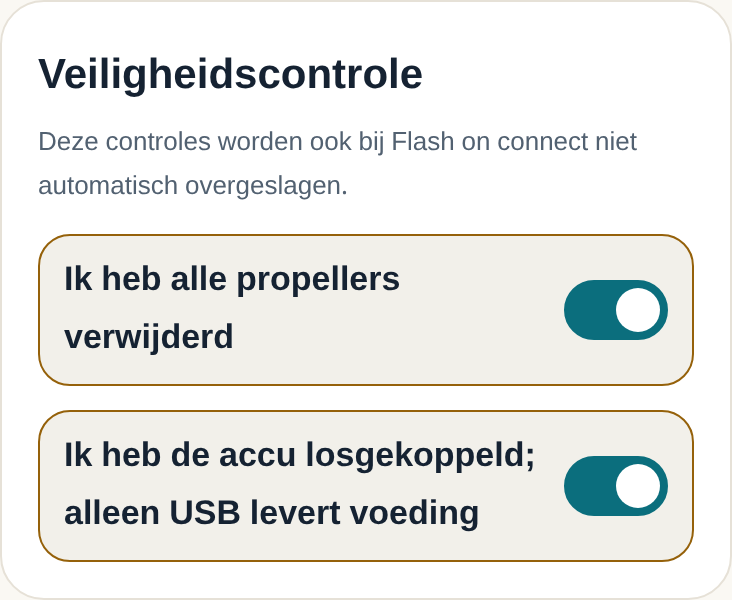 Veiligheidscontrole
Deze controles worden ook bij Flash on connect niet
automatisch overgeslagen.
Ik heb alle propellers
verwijderd
Ik heb de accu losgekoppeld;
alleen USB levert voeding